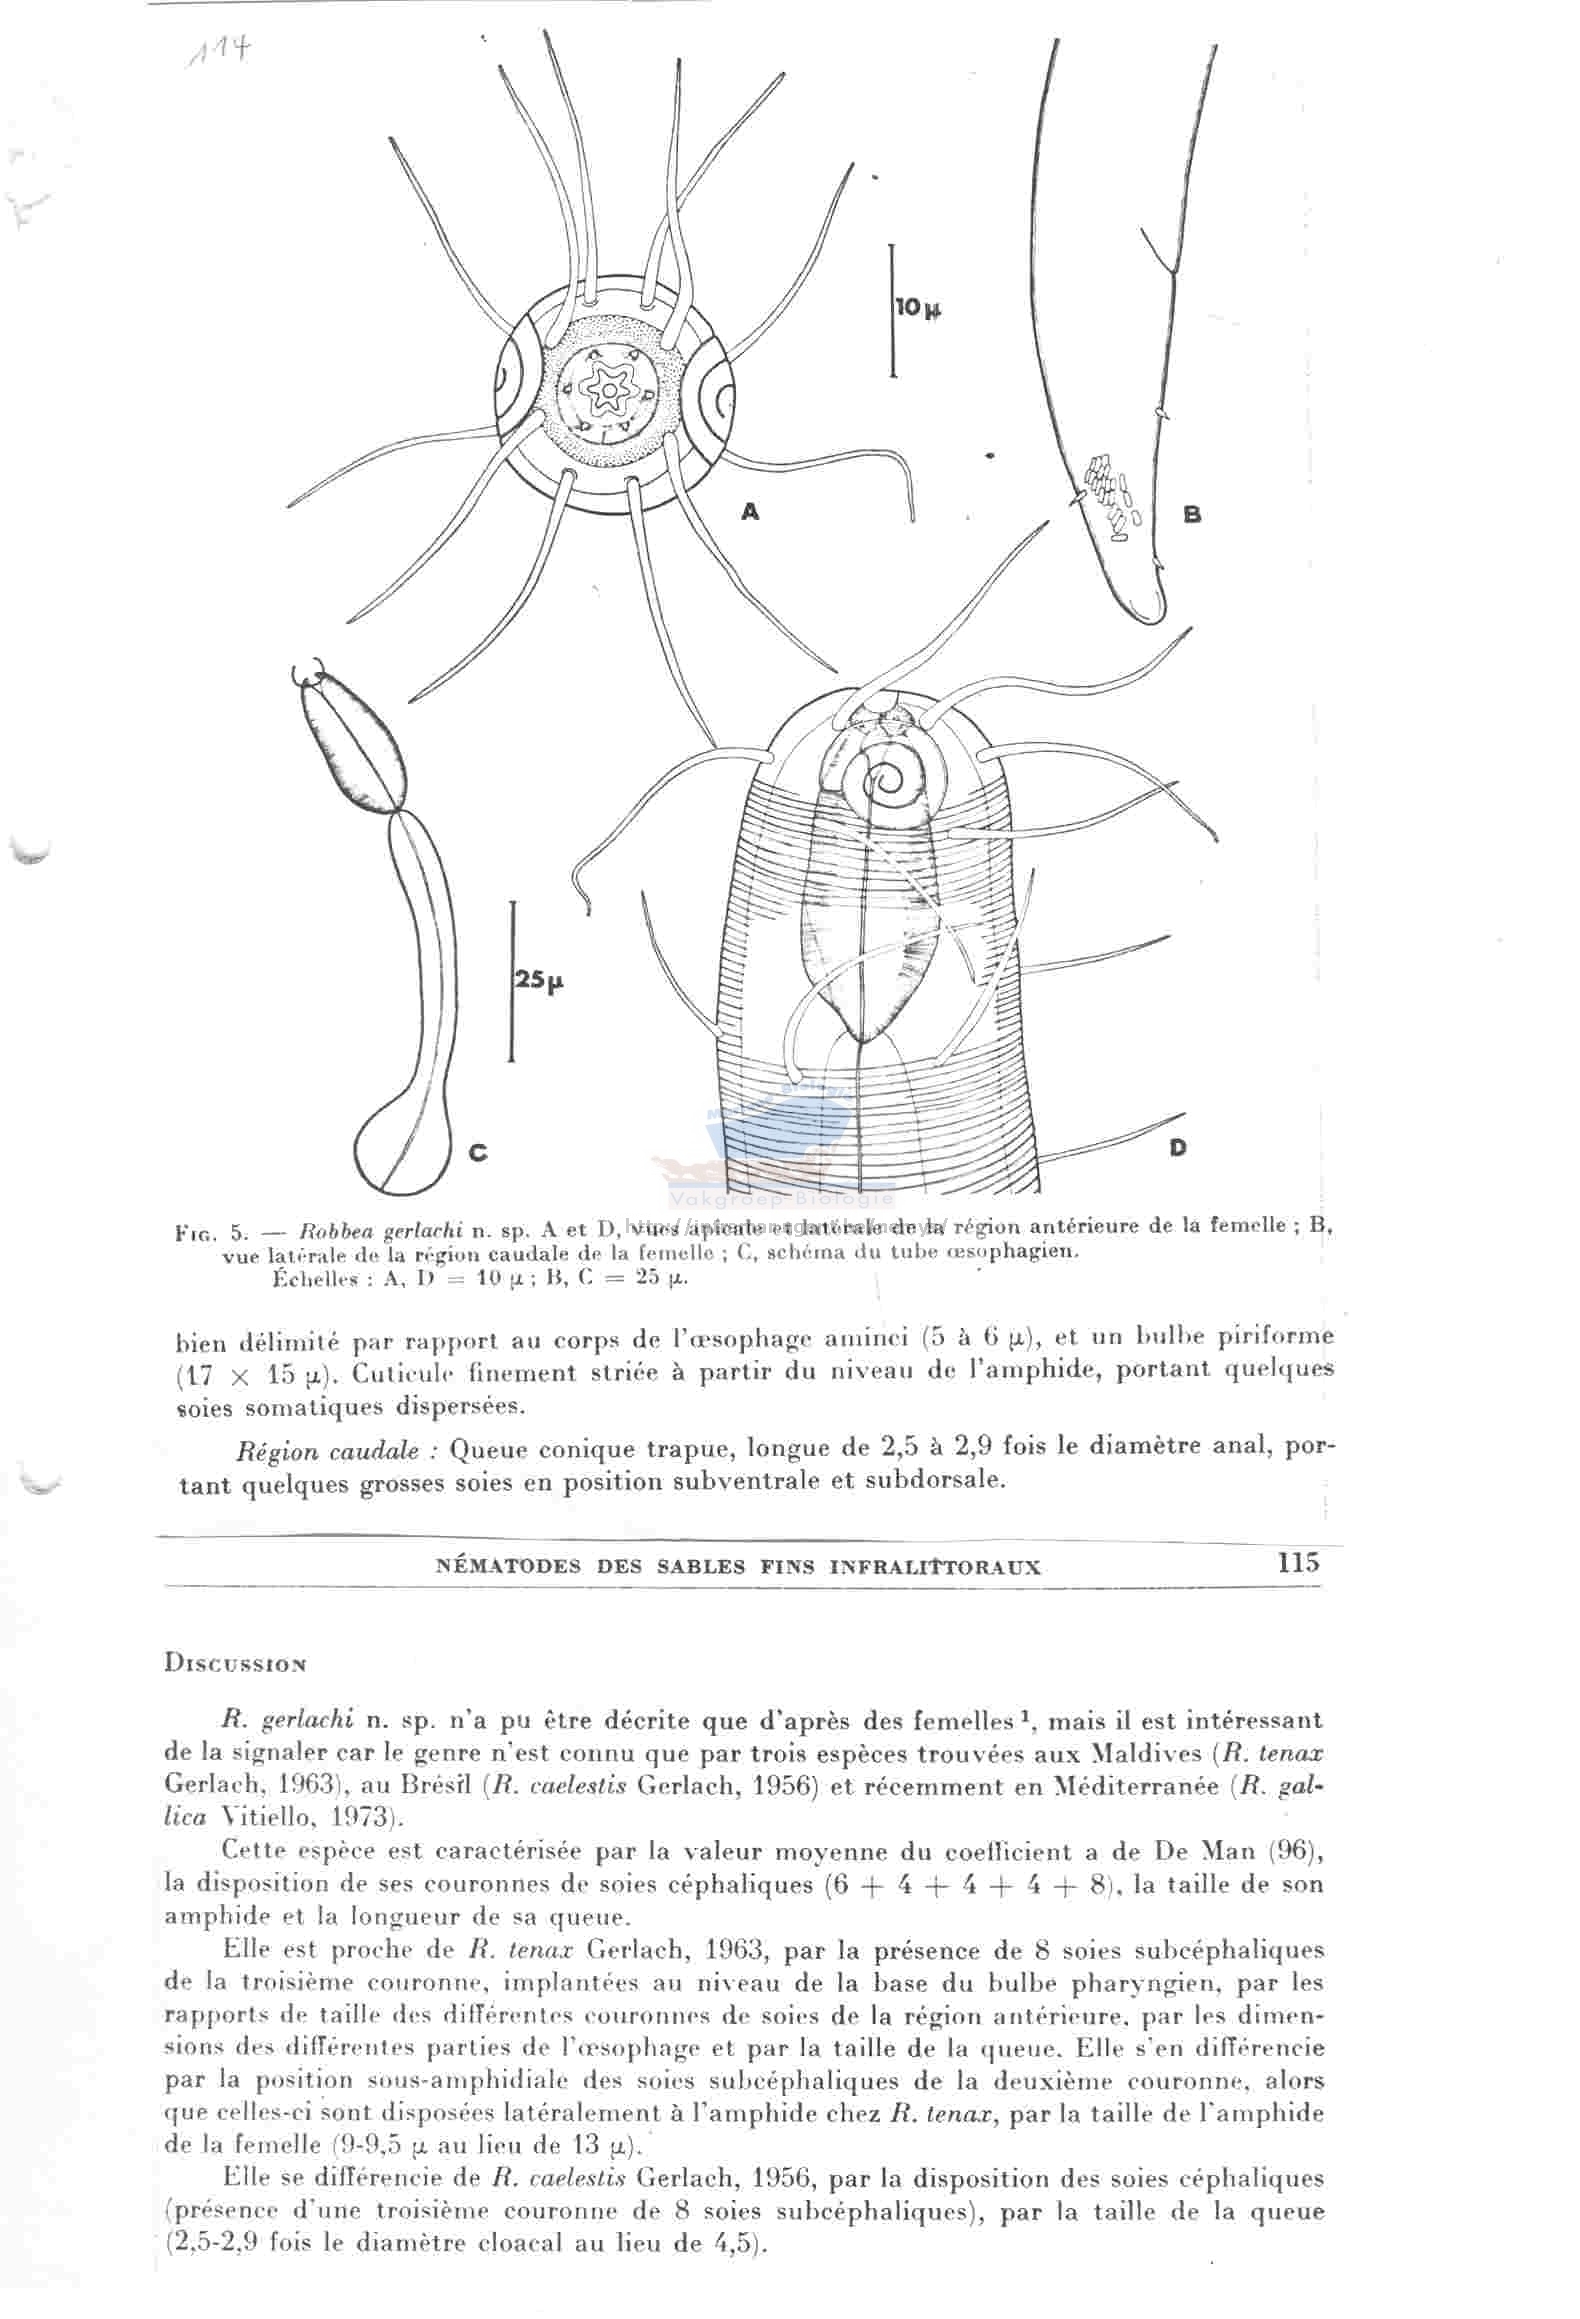 114
10 µ
A
B
25µ
C
D
Marine Biologie
Vakgroep Biologie
FIG. 5. — Robbea gerlachi n. sp. A et D, vues apicale et latérale de la région antérieure de la femelle ; B,
vue latérale de la région caudale de la femelle ; C, schéma du tube œsophagien.
Échelles : A, D = 10 µ ; B, C = 25 µ.
bien délimité par rapport au corps de l'œsophage aminci (5 à 6 µ), et un bulbe piriforme
(17 × 15 µ). Cuticule finement striée à partir du niveau de l'amphide, portant quelques
soies somatiques dispersées.
Région caudale : Queue conique trapue, longue de 2,5 à 2,9 fois le diamètre anal, por-
tant quelques grosses soies en position subventrale et subdorsale.
NÉMATODES DES SABLES FINS INFRALITTORAUX 115
DISCUSSION
R. gerlachi n. sp. n'a pu être décrite que d'après des femelles ¹, mais il est intéressant
de la signaler car le genre n'est connu que par trois espèces trouvées aux Maldives (R. tenax
Gerlach, 1963), au Brésil (R. caelestis Gerlach, 1956) et récemment en Méditerranée (R. gal-
lica Vitiello, 1973).
Cette espèce est caractérisée par la valeur moyenne du coefficient a de De Man (96),
la disposition de ses couronnes de soies céphaliques (6 + 4 + 4 + 4 + 8), la taille de son
amphide et la longueur de sa queue.
Elle est proche de R. tenax Gerlach, 1963, par la présence de 8 soies subcéphaliques
de la troisième couronne, implantées au niveau de la base du bulbe pharyngien, par les
rapports de taille des différentes couronnes de soies de la région antérieure, par les dimen-
sions des différentes parties de l'œsophage et par la taille de la queue. Elle s'en différencie
par la position sous-amphidiale des soies subcéphaliques de la deuxième couronne, alors
que celles-ci sont disposées latéralement à l'amphide chez R. tenax, par la taille de l'amphide
de la femelle (9-9,5 µ au lieu de 13 µ).
Elle se différencie de R. caelestis Gerlach, 1956, par la disposition des soies céphaliques
(présence d'une troisième couronne de 8 soies subcéphaliques), par la taille de la queue
(2,5-2,9 fois le diamètre cloacal au lieu de 4,5).